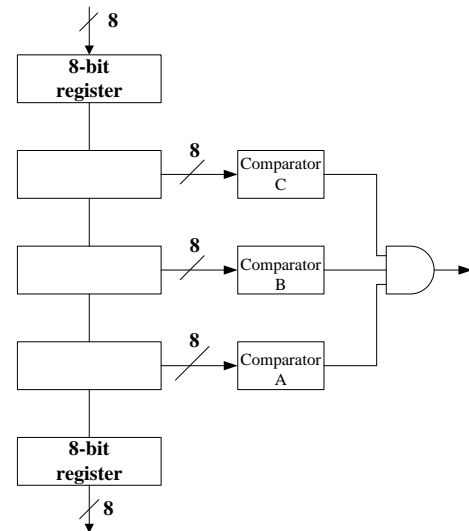 8
8-bit
register
8
Comparator
C
8
Comparator
B
8
Comparator
A
8-bit
register
8